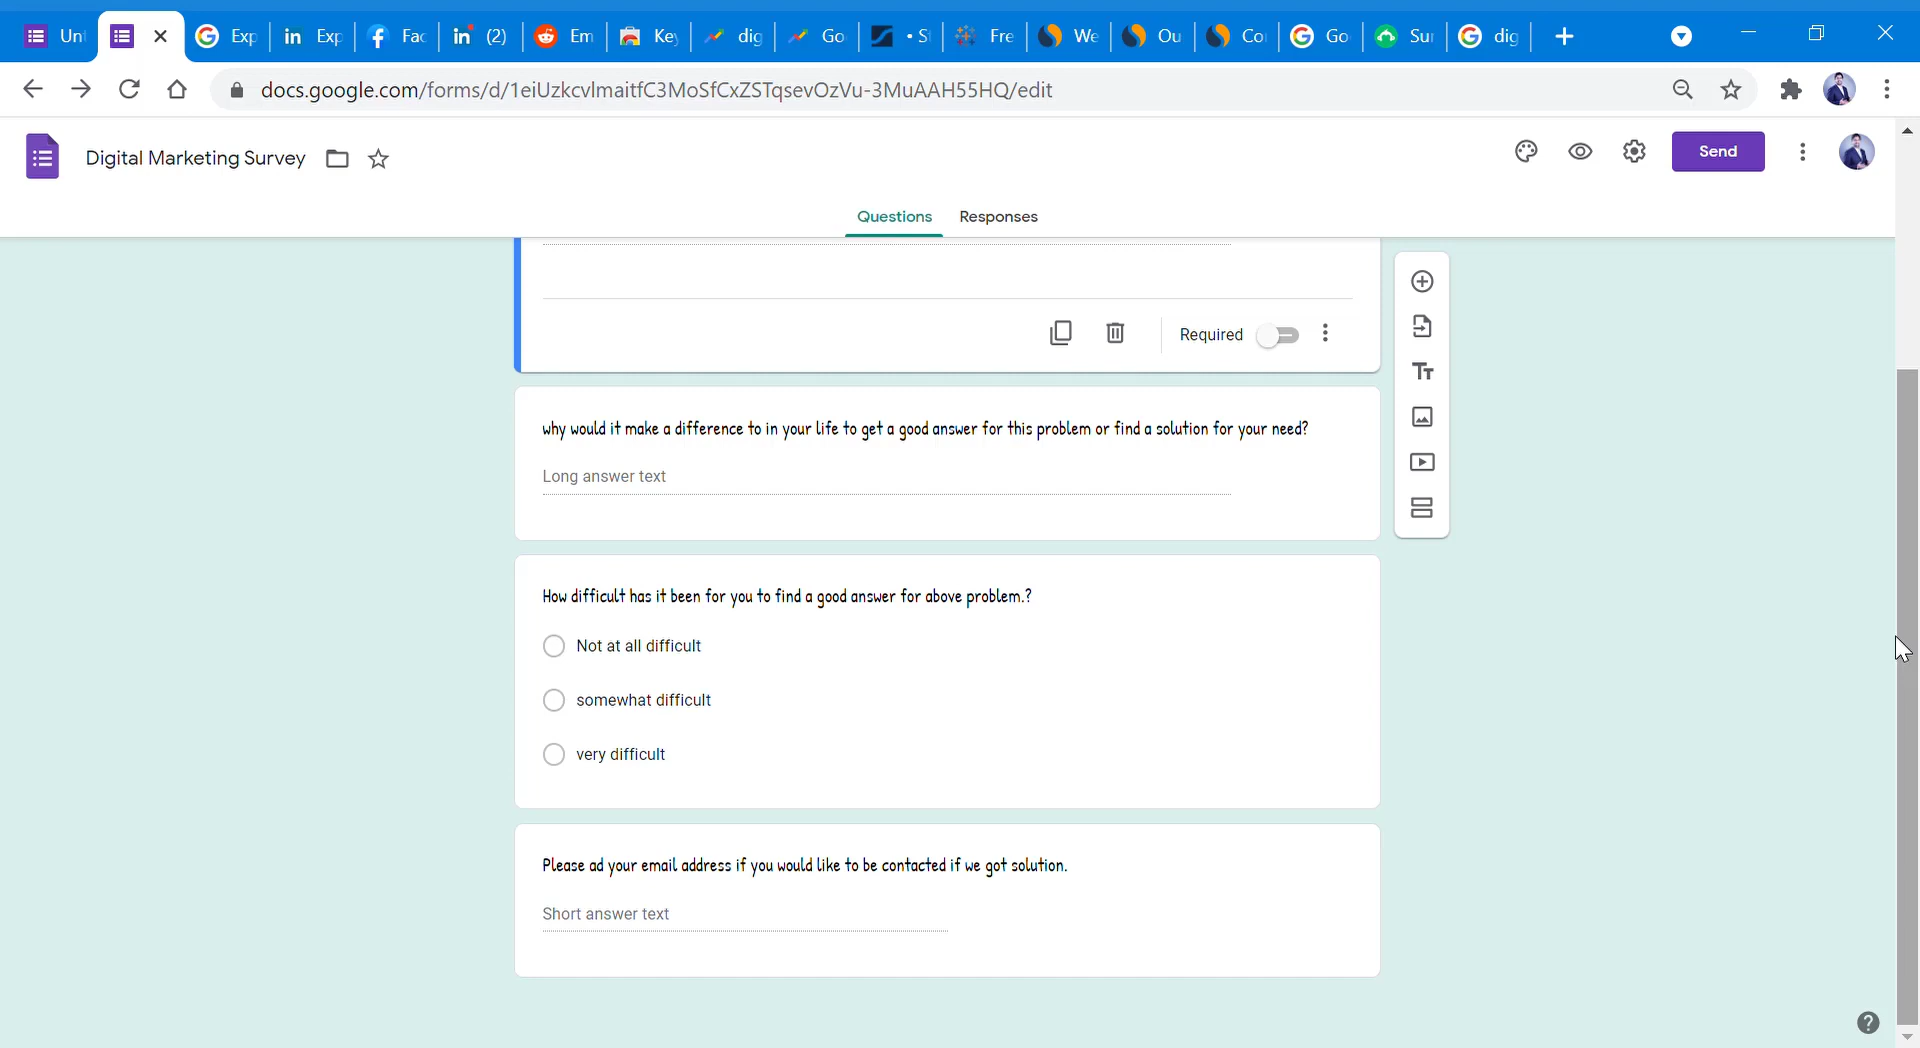 Unt
Exp
Exp
Fac
(2)
Em
Key
dig
Go
• St
Fre
We
Ou
Co
Go
Sur
dig
docs.google.com/forms/d/1eiUzkcvlmaitfC3MoSfCxZSTqsevOzVu-3MuAAH55HQ/edit
Digital Marketing Survey
Send
Questions Responses
Required
why would it make a difference to in your life to get a good answer for this problem or find a solution for your need?
Long answer text
How difficult has it been for you to find a good answer for above problem.?
Not at all difficult
somewhat difficult
very difficult
Please ad your email address if you would like to be contacted if we got solution.
Short answer text